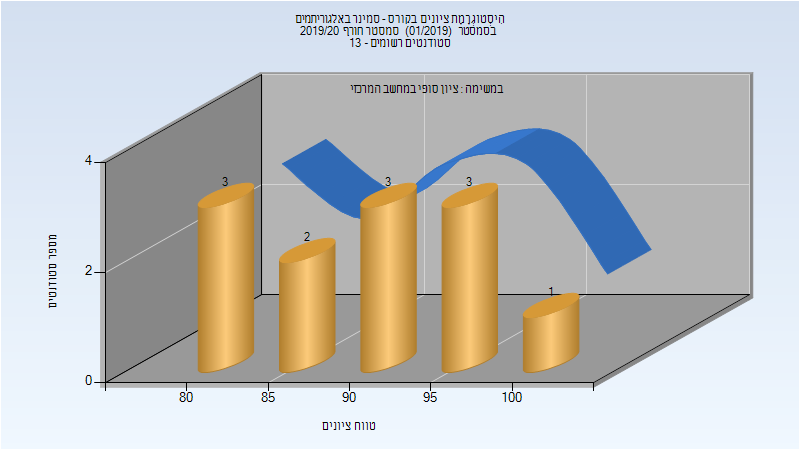 היסטוגרמת ציונים בקורס - סמינר באלגוריתמים
בסמסטר (01/2019) סמסטר חורף 2019/20
סטודנטים רשומים - 13
במשימה : ציון סופי במחשב המרכזי
4
2
0
מספר סטודנטים
3
2
3
3
1
80
85
90
95
100
טווח ציונים